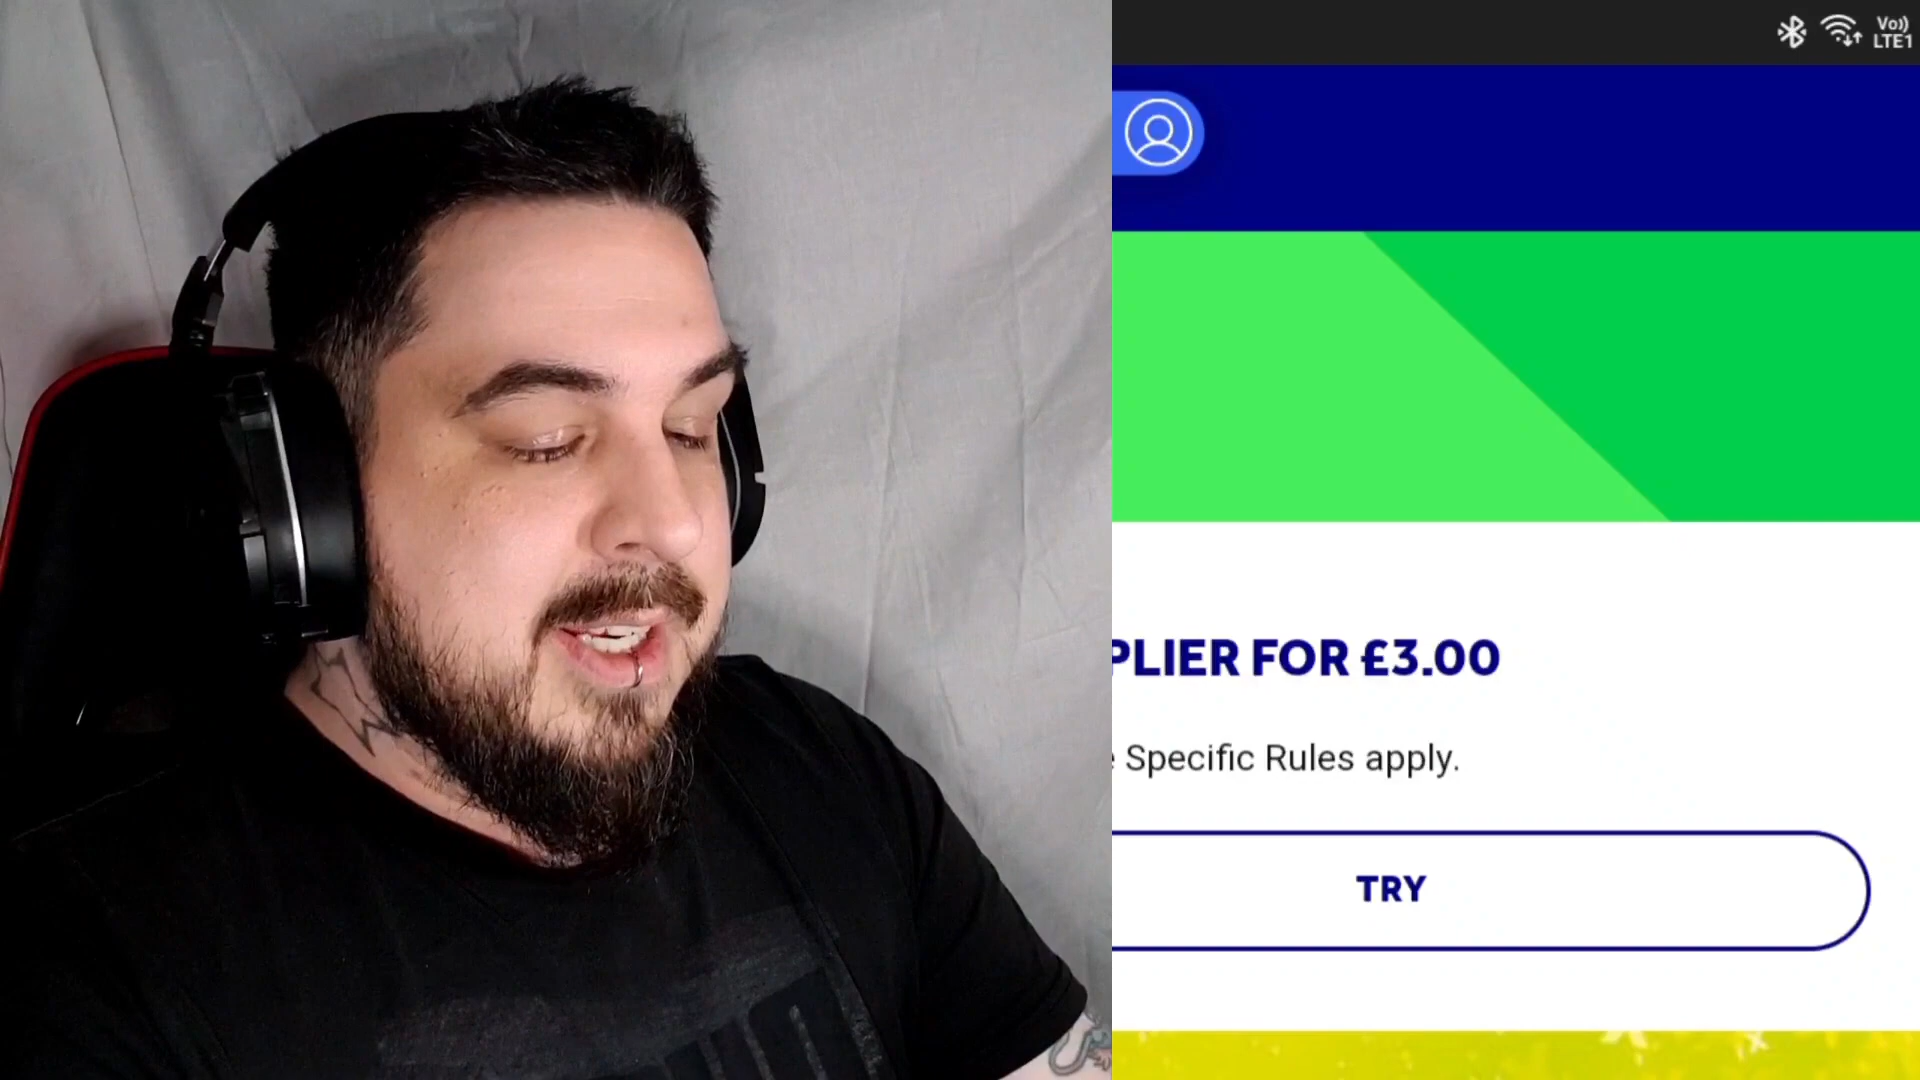 Vo))
LTE1
PLIER FOR £3.00
Specific Rules apply.
TRY